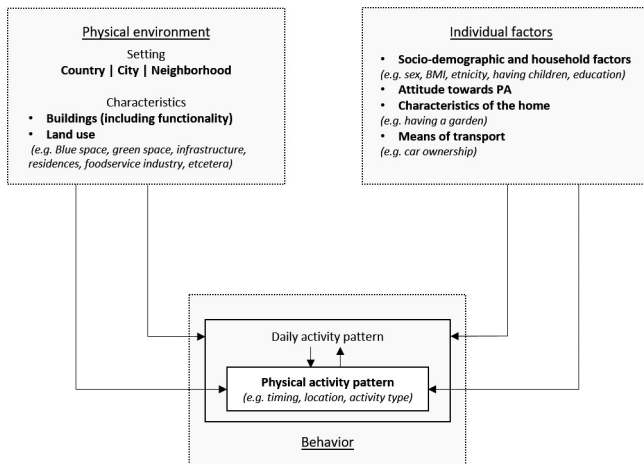 Physical environment
Setting
Country | City | Neighborhood
Characteristics
• Buildings (including functionality)
• Land use
(e.g. Blue space, green space, infrastructure,
residences, foodservice industry, etcetera)
Individual factors
• Socio-demographic and household factors
(e.g. sex, BMI, etnicity, having children, education)
• Attitude towards PA
• Characteristics of the home
(e.g. having a garden)
• Means of transport
(e.g. car ownership)
Daily activity pattern
Physical activity pattern
(e.g. timing, location, activity type)
Behavior